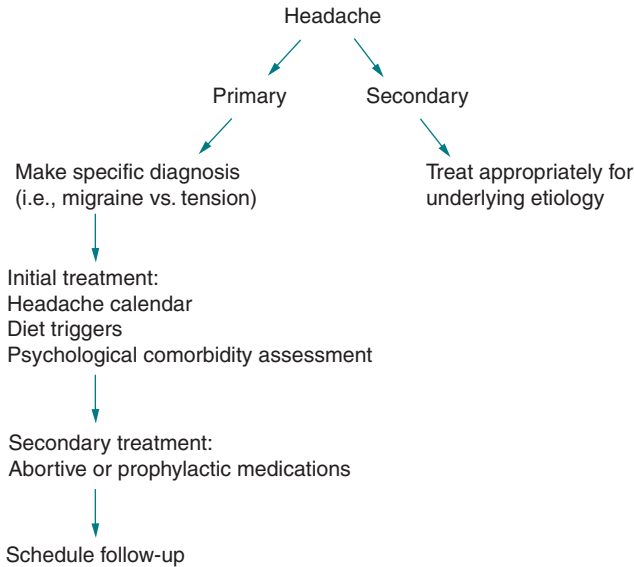 Headache
Primary
Secondary
Make specific diagnosis
(i.e., migraine vs. tension)
Treat appropriately for
underlying etiology
Initial treatment:
Headache calendar
Diet triggers
Psychological comorbidity assessment
Secondary treatment:
Abortive or prophylactic medications
Schedule follow-up